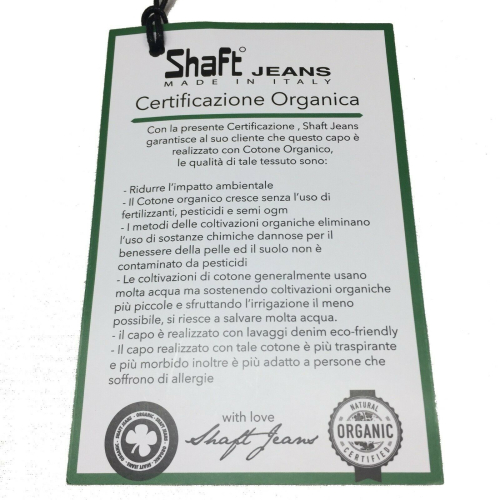 Shaft JEANS
MADE IN ITALY
Certificazione Organica
Con la presente Certificazione , Shaft Jeans
garantisce al suo cliente che questo capo è
realizzato con Cotone Organico,
le qualità di tale tessuto sono:
- Ridurre l'impatto ambientale
- Il Cotone organico cresce senza l'uso di
fertilizzanti, pesticidi e semi ogm
- I metodi delle coltivazioni organiche eliminano
l'uso di sostanze chimiche dannose per il
benessere della pelle ed il suolo non è
contaminato da pesticidi
- Le coltivazioni di cotone generalmente usano
molta acqua ma sostenendo coltivazioni organiche
più piccole e sfruttando l'irrigazione il meno
possibile, si riesce a salvare molta acqua.
- il capo è realizzato con lavaggi denim eco-friendly
- Il capo realizzato con tale cotone è più traspirante
e più morbido inoltre è più adatto a persone che
soffrono di allergie
with love
Shaft Jeans
NATURAL
ORGANIC
CERTIFIED